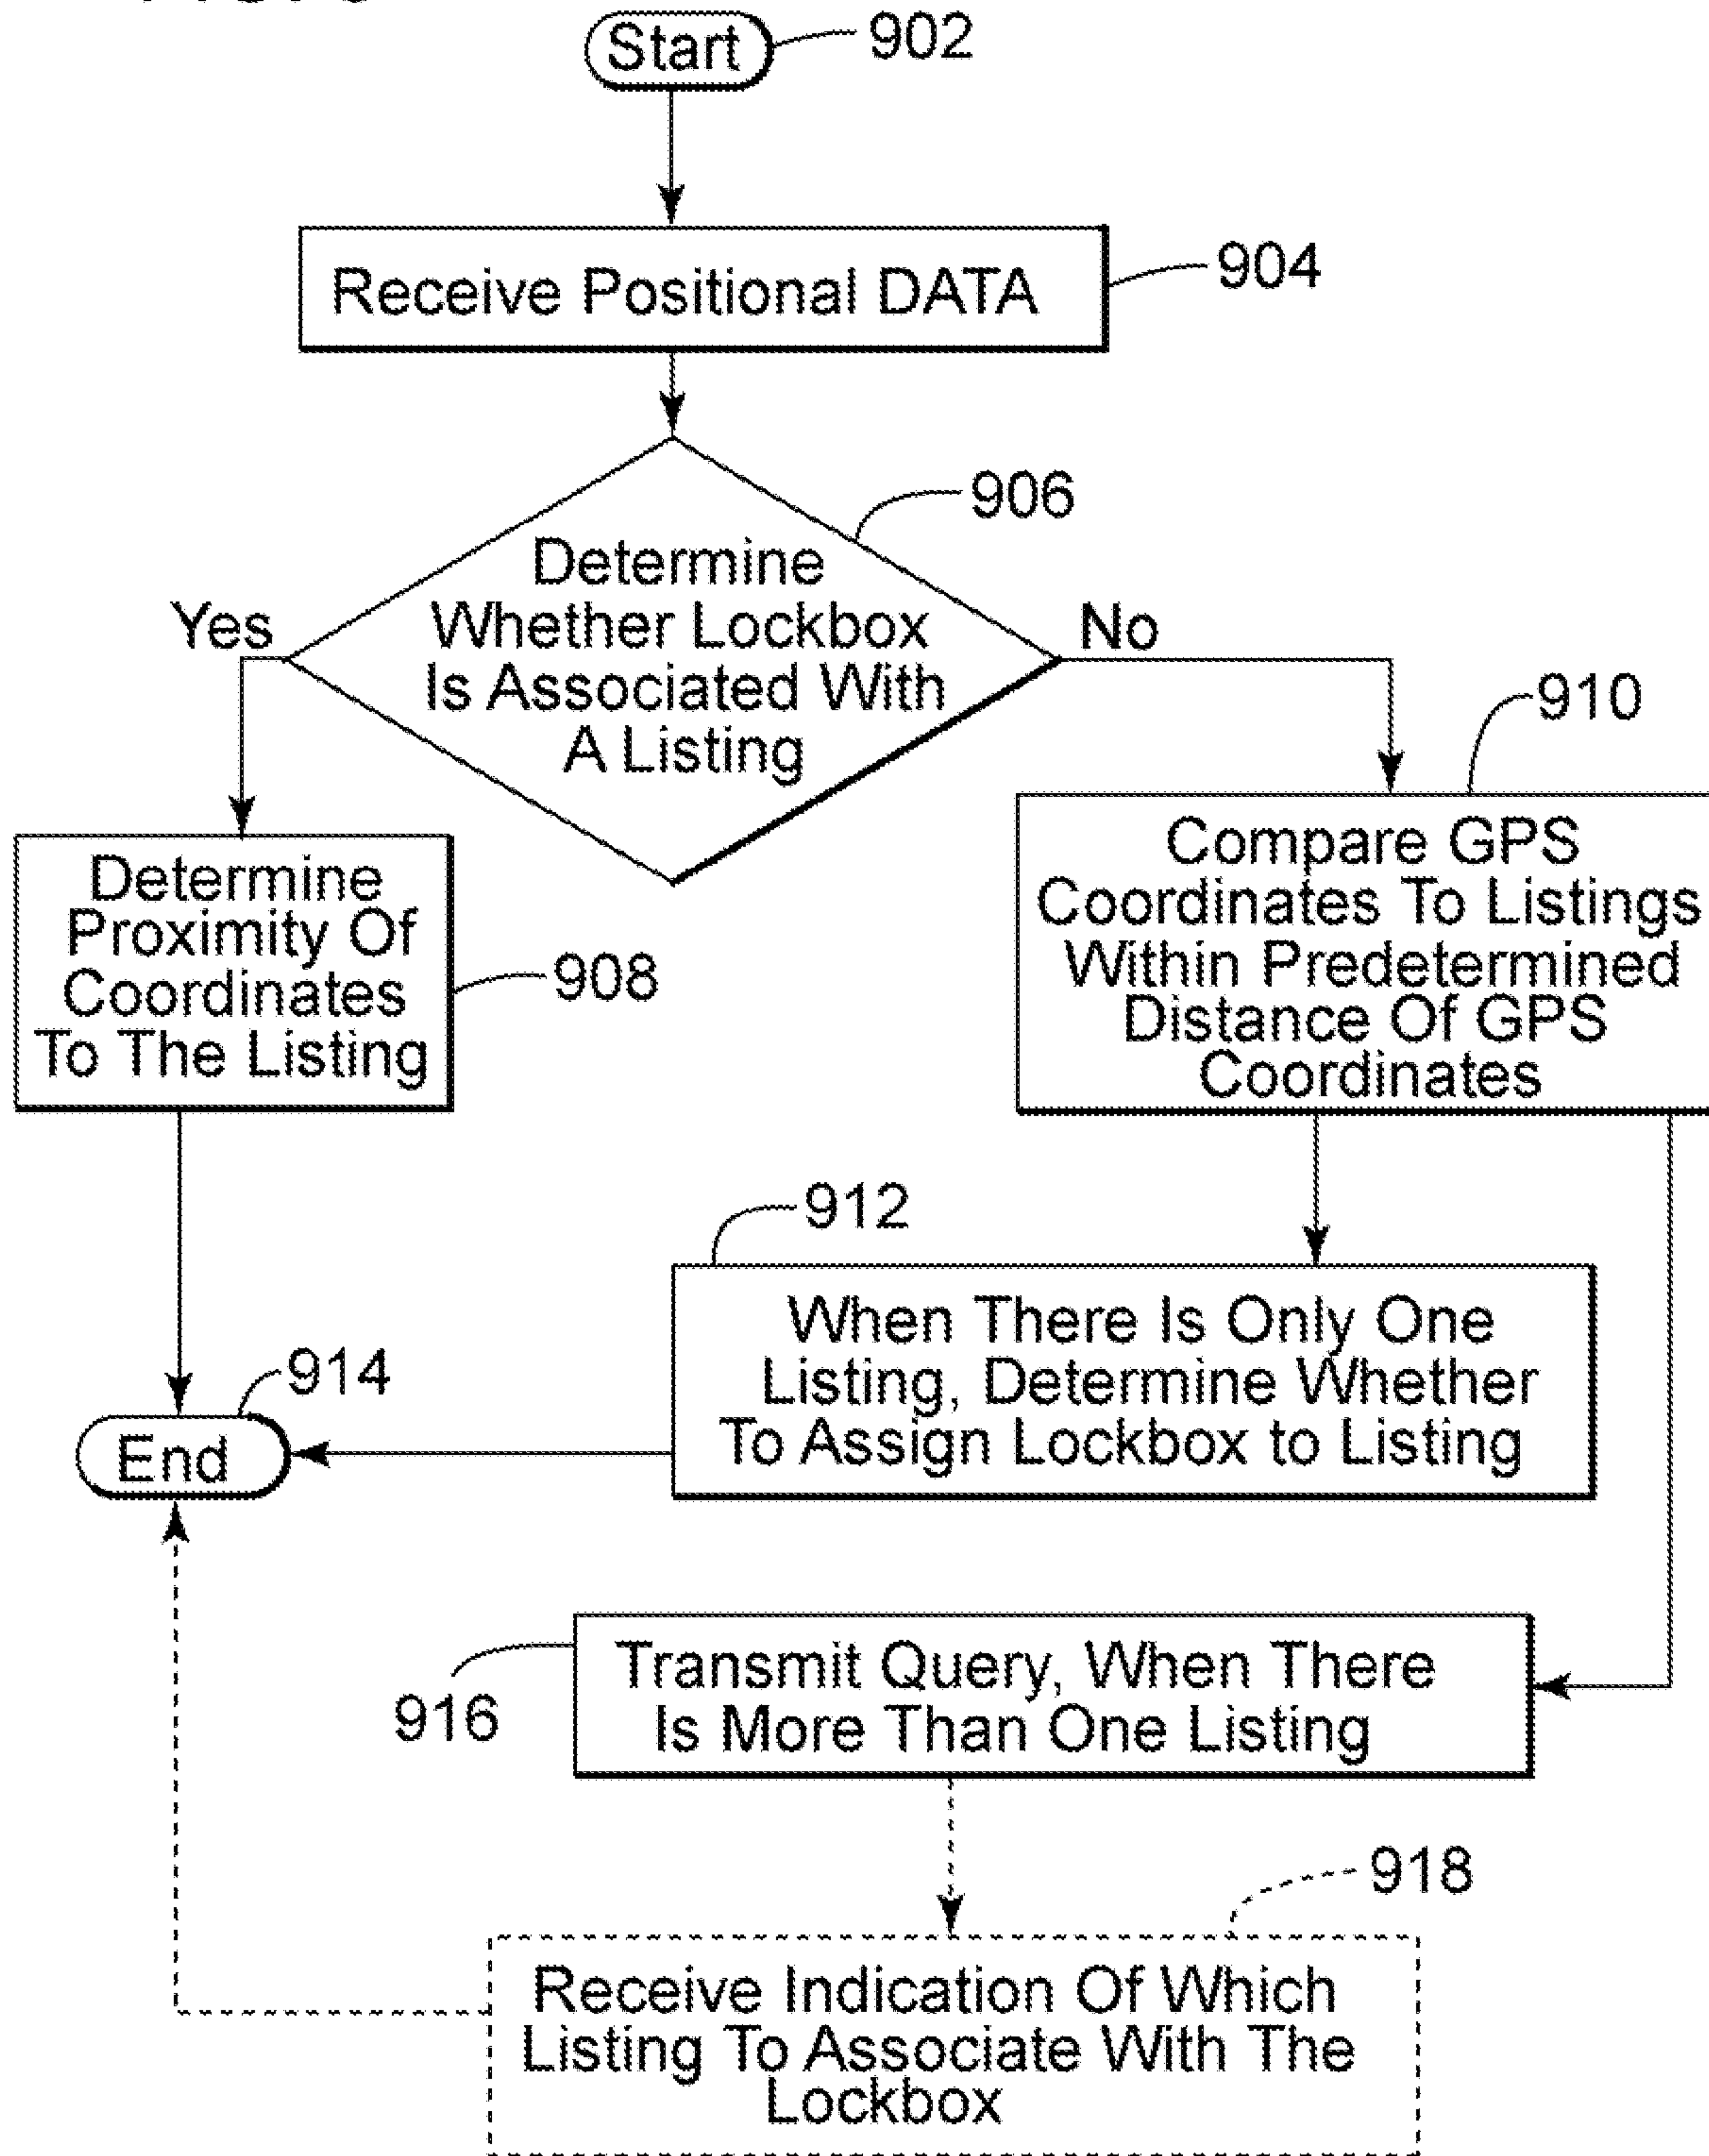 Start
902
Receive Positional DATA
904
906
Determine
Whether Lockbox
Is Associated With
A Listing
Yes
No
910
Determine
Proximity Of
Coordinates
To The Listing
908
Compare GPS
Coordinates To Listings
Within Predetermined
Distance Of GPS
Coordinates
912
When There Is Only One
Listing, Determine Whether
To Assign Lockbox to Listing
914
End
Transmit Query, When There
Is More Than One Listing
916
918
Receive Indication Of Which
Listing To Associate With The
Lockbox